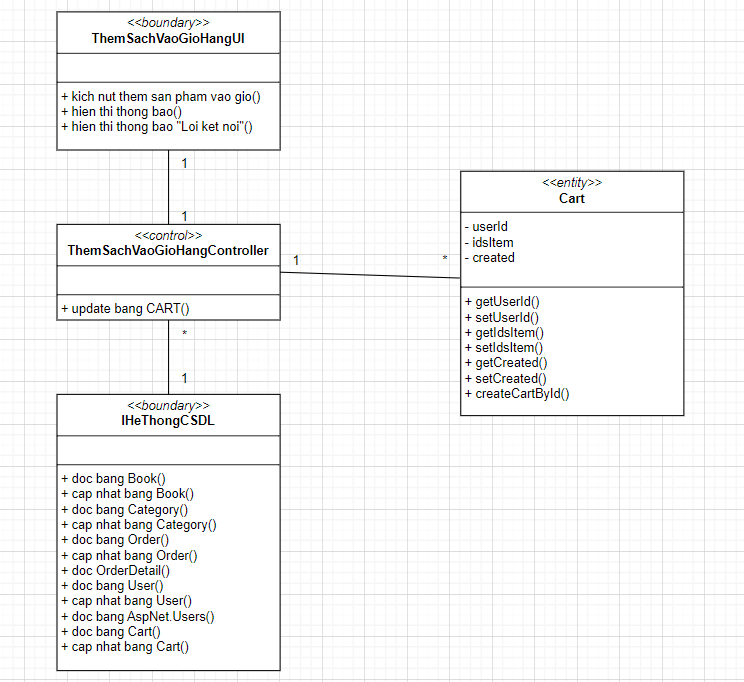 <<boundary>>
ThemSachVaoGioHangUI
+ kich nut them san pham vao gio()
+ hien thi thong bao()
+ hien thi thong bao "Loi ket noi"()
1
1
<<control>>
ThemSachVaoGioHangController
+ update bang CART()
1
*
<<entity>>
Cart
- userId
- idsItem
- created
+ getUserId()
+ setUserId()
+ getIdsItem()
+ setIdsItem()
+ getCreated()
+ setCreated()
+ createCartById()
*
1
<<boundary>>
IHeThongCSDL
+ doc bang Book()
+ cap nhat bang Book()
+ doc bang Category()
+ cap nhat bang Category()
+ doc bang Order()
+ cap nhat bang Order()
+ doc OrderDetail()
+ doc bang User()
+ cap nhat bang User()
+ doc bang AspNet.Users()
+ doc bang Cart()
+ cap nhat bang Cart()